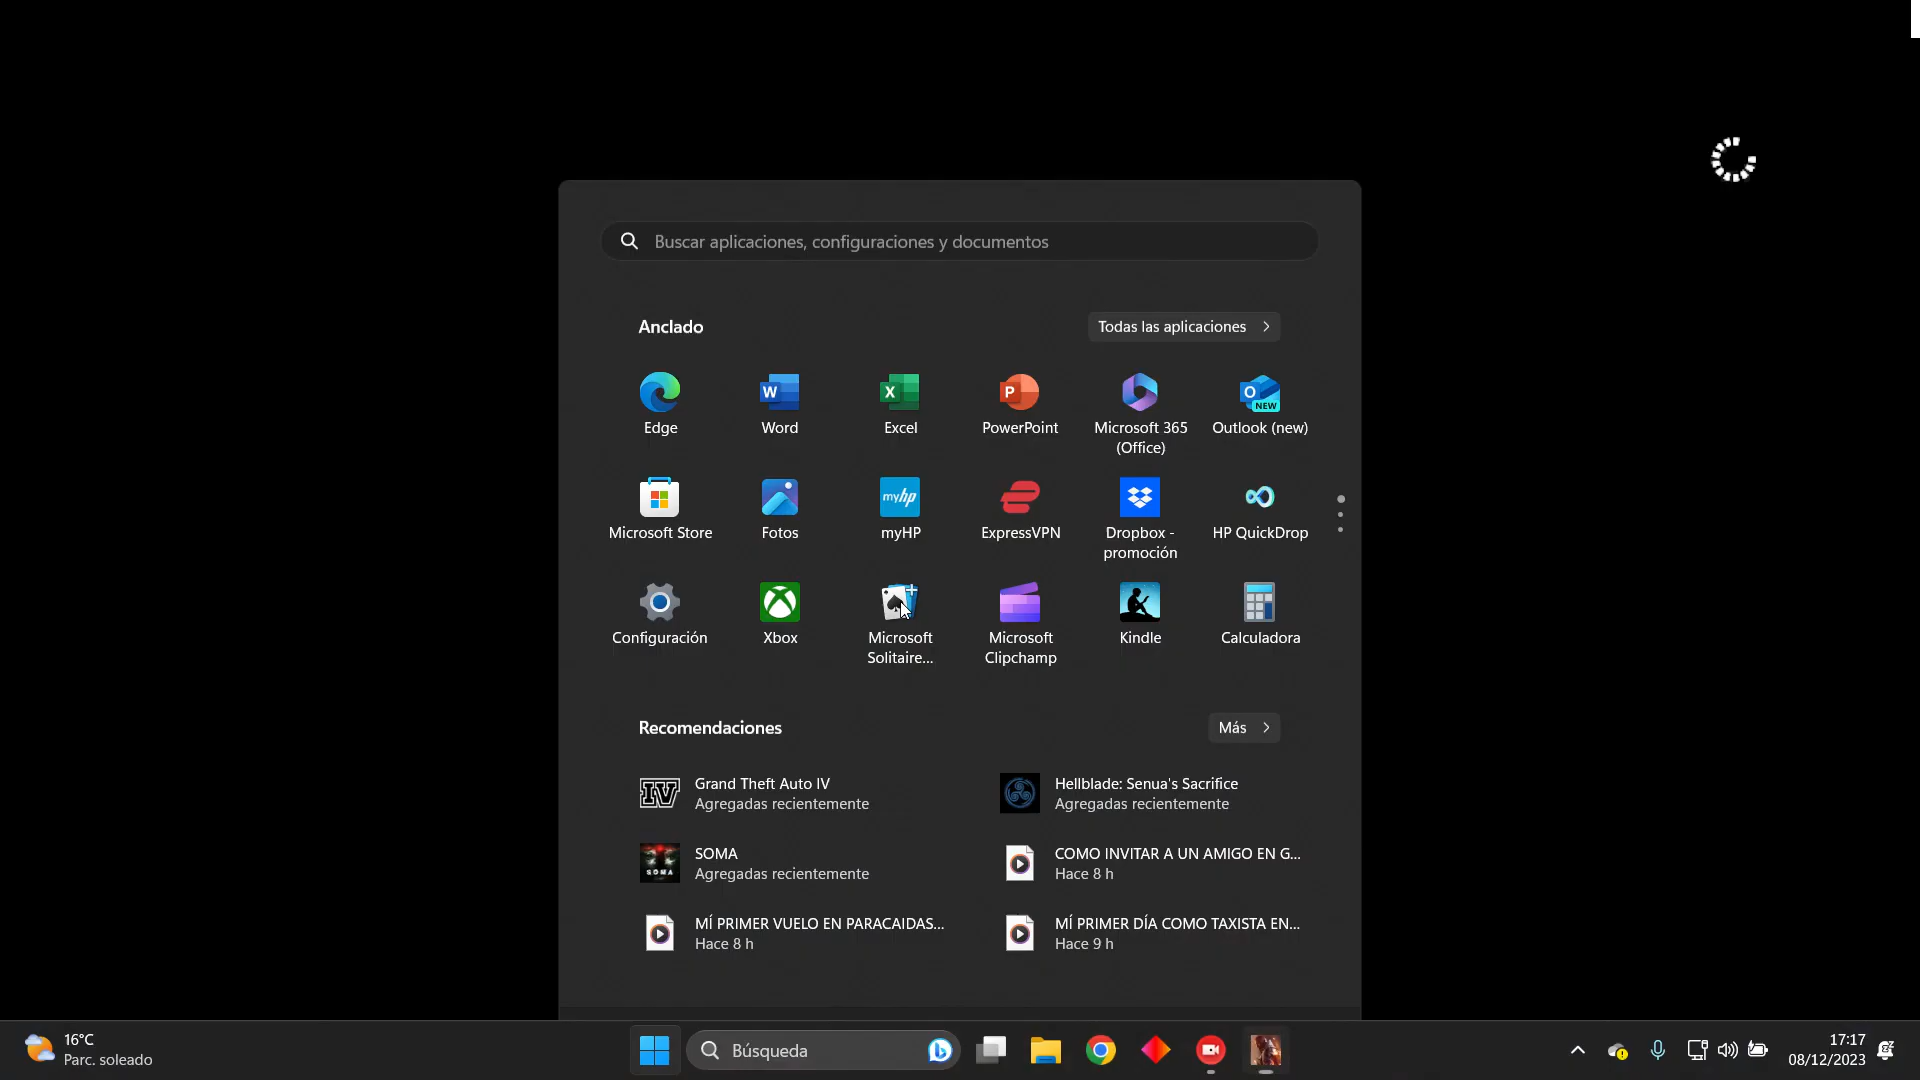 Buscar aplicaciones, configuraciones y documentos
Anclado
Todas las aplicaciones
W
X
P
O
NEW
Edge
Word
Excel
PowerPoint
Microsoft 365
(Office)
Outlook (new)
myhp
Microsoft Store
Fotos
myHP
ExpressVPN
Dropbox -
promoción
HP QuickDrop
Configuración
Xbox
Microsoft
Solitaire...
Microsoft
Clipchamp
Kindle
Calculadora
Recomendaciones
Más
IV
Grand Theft Auto IV
Agregadas recientemente
Hellblade: Senua's Sacrifice
Agregadas recientemente
SOMA
SOMA
Agregadas recientemente
COMO INVITAR A UN AMIGO EN G...
Hace 8 h
MÍ PRIMER VUELO EN PARACAIDAS...
Hace 8 h
MÍ PRIMER DÍA COMO TAXISTA EN...
Hace 9 h
16°C
Parc. soleado
Búsqueda
17:17
08/12/2023